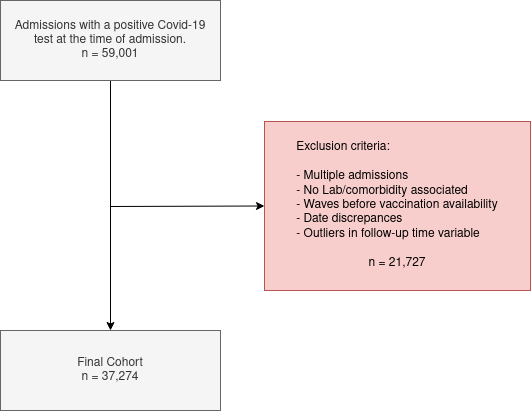 Admissions with a positive Covid-19
test at the time of admission.
n = 59,001
Exclusion criteria:
- Multiple admissions
- No Lab/comorbidity associated
- Waves before vaccination availability
- Date discrepances
- Outliers in follow-up time variable
n = 21,727
Final Cohort
n = 37,274